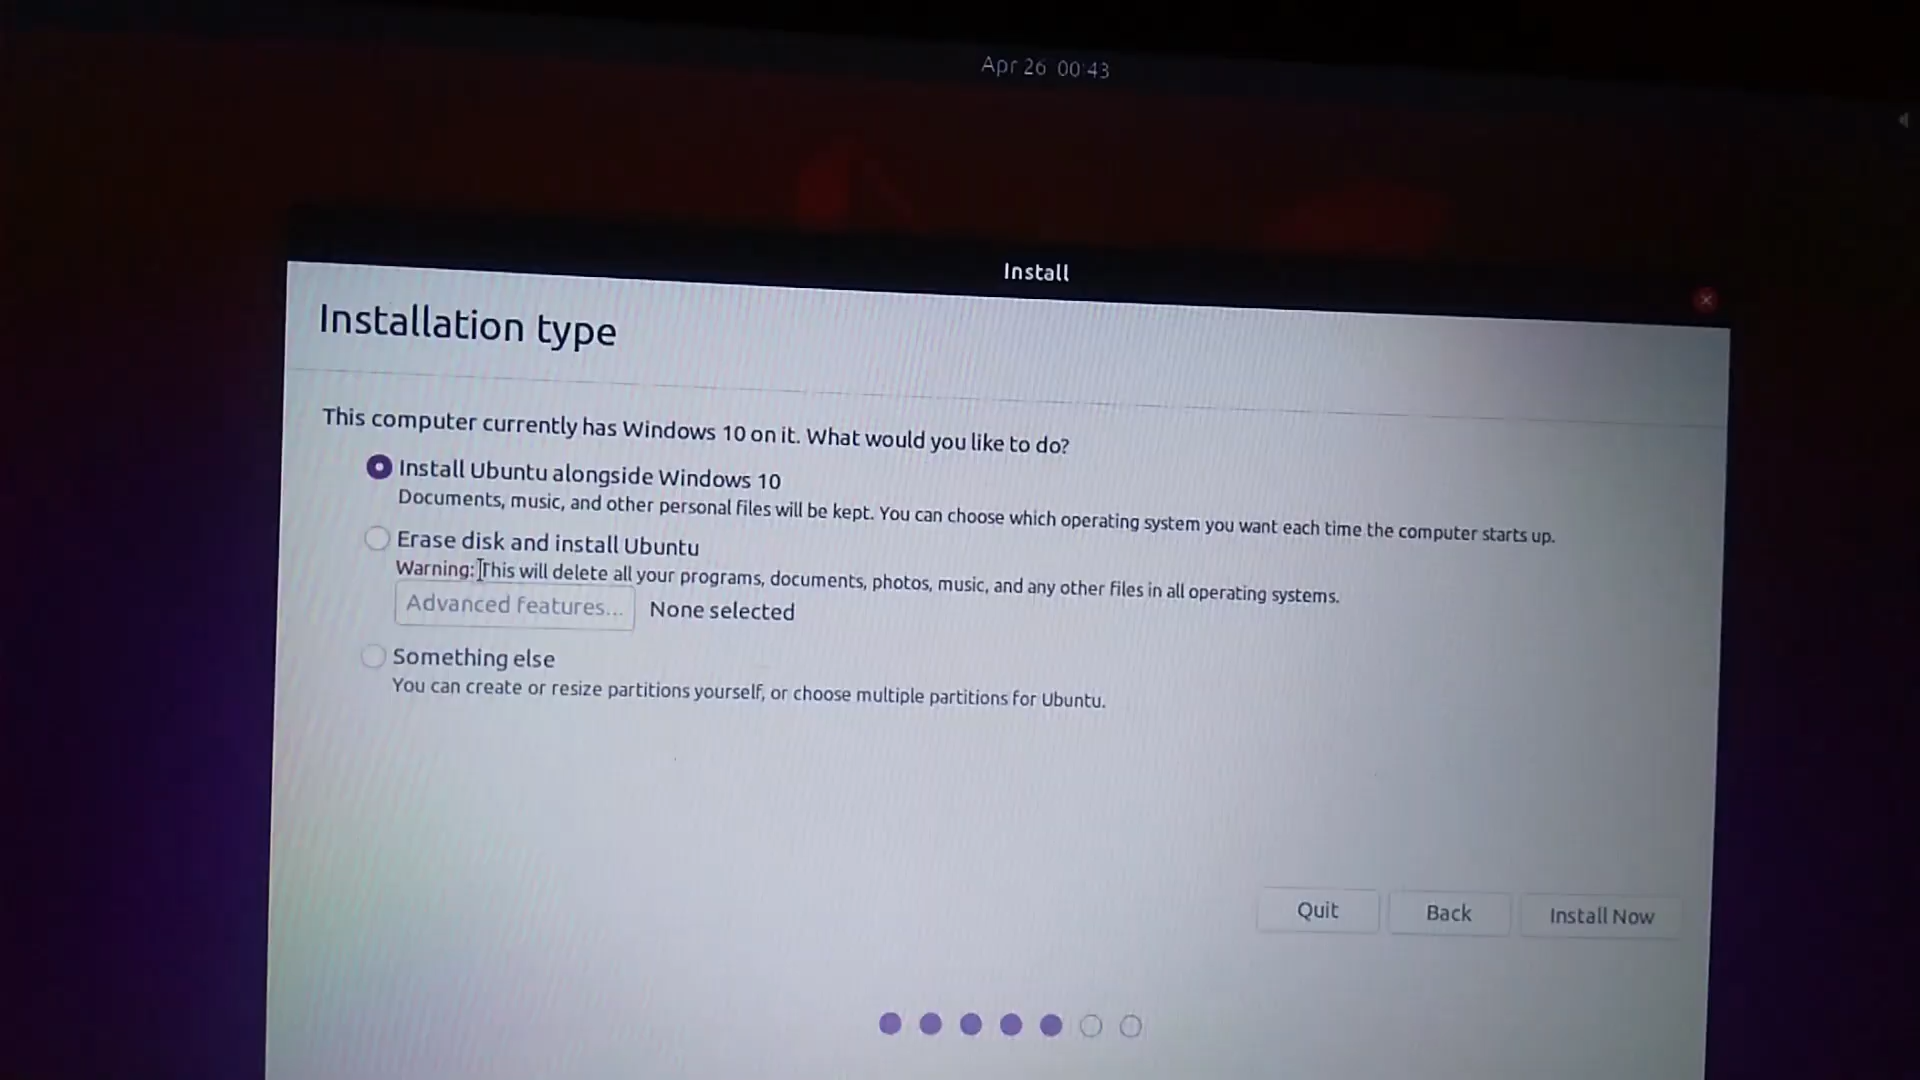 Apr 26 00:43
Install
Installation type
This computer currently has Windows 10 on it. What would you like to do?
Install Ubuntu alongside Windows 10
Documents, music, and other personal files will be kept. You can choose which operating system you want each time the computer starts up.
Erase disk and install Ubuntu
Warning: This will delete all your programs, documents, photos, music, and any other files in all operating systems.
Advanced features... None selected
Something else
You can create or resize partitions yourself, or choose multiple partitions for Ubuntu.
Quit Back Install Now